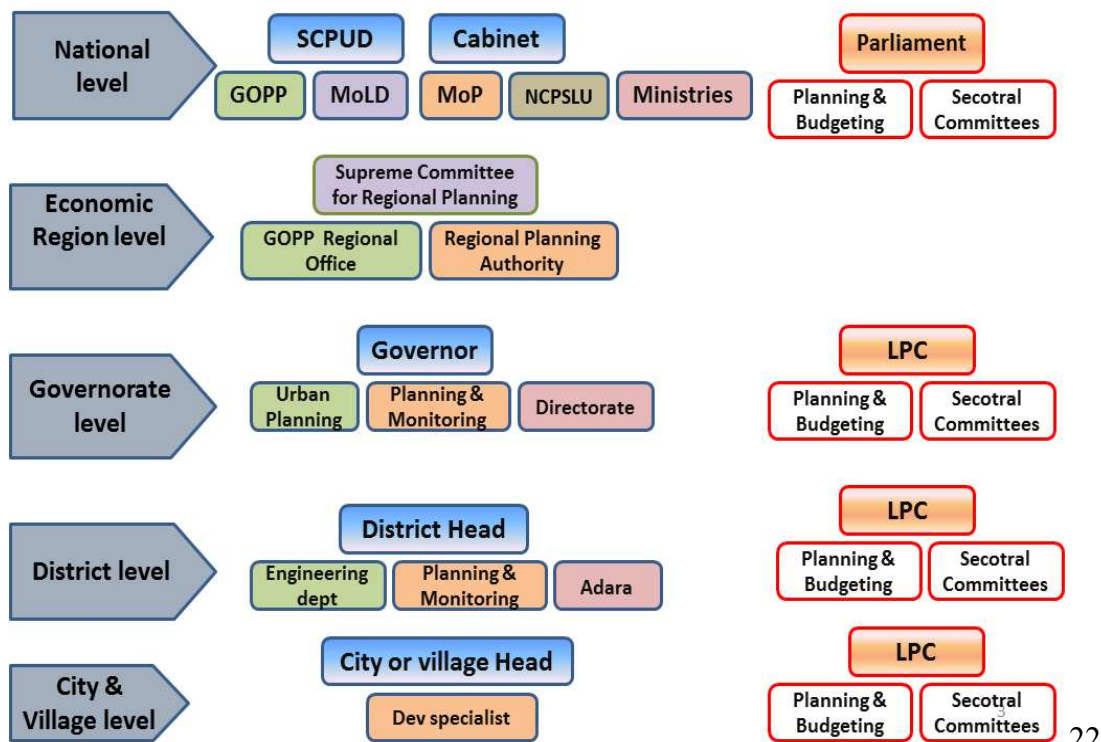 National
level
SCPUD
Cabinet
Parliament
GOPP
MoLD
MoP
NCPSLU
Ministries
Planning &
Budgeting
Secotral
Committees
Economic
Region level
Supreme Committee
for Regional Planning
GOPP Regional
Office
Regional Planning
Authority
Governorate
level
Governor
LPC
Urban
Planning
Planning &
Monitoring
Directorate
Planning &
Budgeting
Secotral
Committees
District level
District Head
LPC
Engineering
dept
Planning &
Monitoring
Adara
Planning &
Budgeting
Secotral
Committees
City &
Village level
City or village Head
LPC
Dev specialist
Planning &
Budgeting
Secotral
Committees
3
22